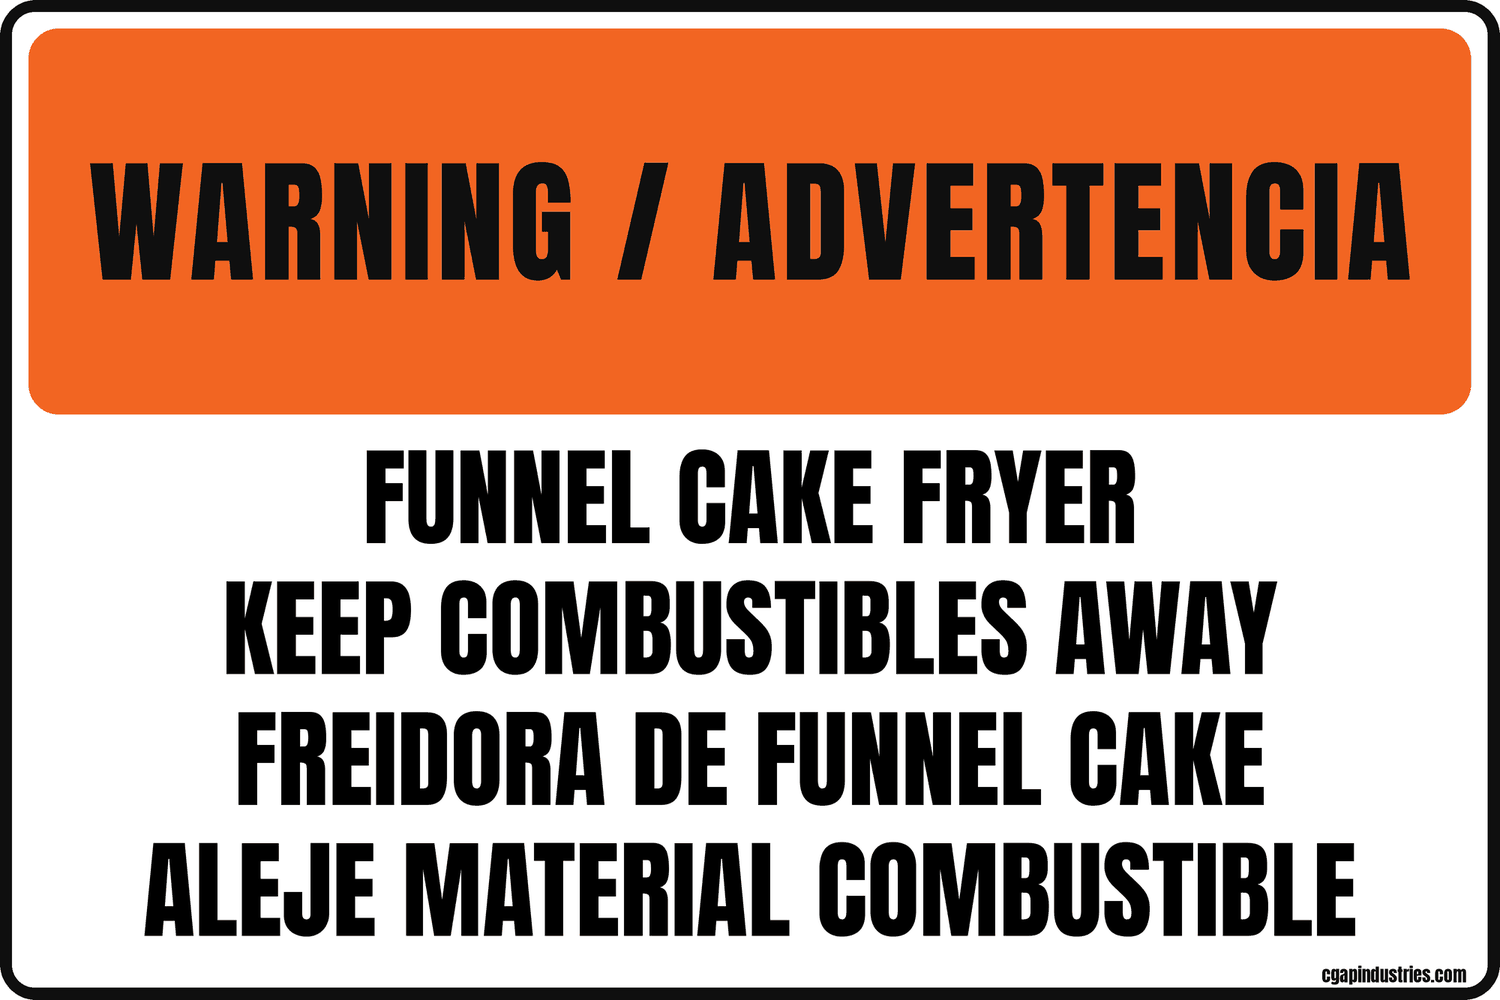 WARNING / ADVERTENCIA
FUNNEL CAKE FRYER
KEEP COMBUSTIBLES AWAY
FREIDORA DE FUNNEL CAKE
ALEJE MATERIAL COMBUSTIBLE
cgapindustries.com